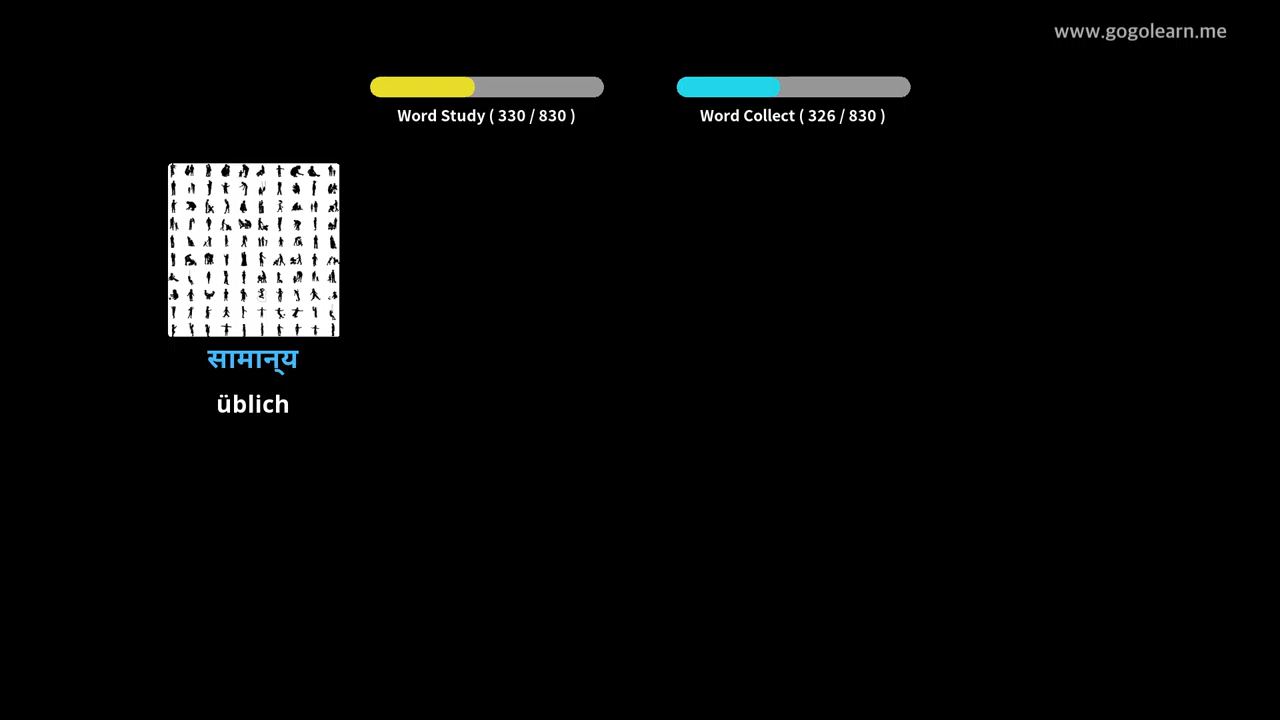 www.gogolearn.me
Word Study ( 330 / 830 )
Word Collect ( 326 / 830 )
सामान्य
üblich